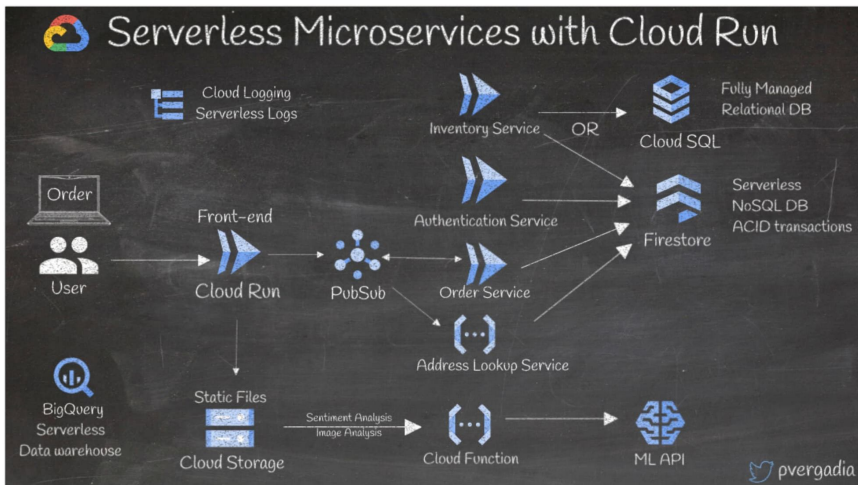 Serverless Microservices with Cloud Run
Cloud Logging
Serverless Logs
Inventory Service
OR
Cloud SQL
Fully Managed
Relational DB
Order
User
Front-end
Cloud Run
PubSub
Authentication Service
Order Service
Address Lookup Service
Firestore
Serverless
NoSQL DB
ACID transactions
BigQuery
Serverless
Data warehouse
Static Files
Cloud Storage
Sentiment Analysis
Image Analysis
Cloud Function
ML API
pvergadia